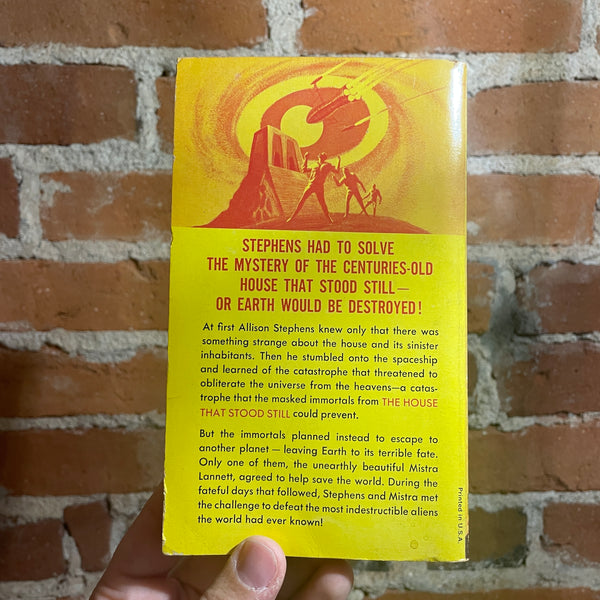 STEPHENS HAD TO SOLVE
THE MYSTERY OF THE CENTURIES-OLD
HOUSE THAT STOOD STILL—
OR EARTH WOULD BE DESTROYED!
At first Allison Stephens knew only that there was
something strange about the house and its sinister
inhabitants. Then he stumbled onto the spaceship
and learned of the catastrophe that threatened to
obliterate the universe from the heavens—a catas-
trophe that the masked immortals from THE HOUSE
THAT STOOD STILL could prevent.
But the immortals planned instead to escape to
another planet — leaving Earth to its terrible fate.
Only one of them, the unearthly beautiful Mistra
Lannett, agreed to help save the world. During the
fateful days that followed, Stephens and Mistra met
the challenge to defeat the most indestructible aliens
the world had ever known!
Printed in U.S.A.